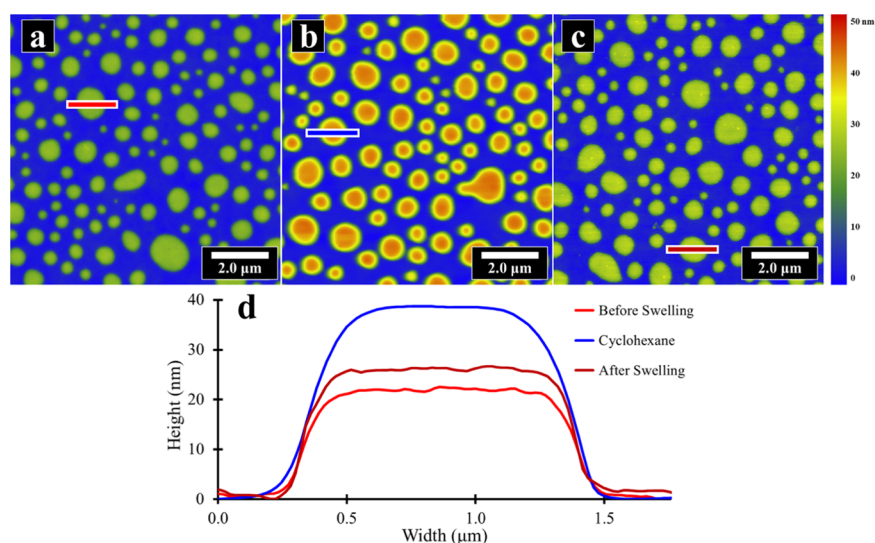 a
b
c
50 nm
40
30
20
10
0
2.0 µm
2.0 µm
2.0 µm
d
40
30
20
10
0
Height (nm)
Before Swelling
Cyclohexane
After Swelling
0.0
0.5
1.0
1.5
Width (µm)